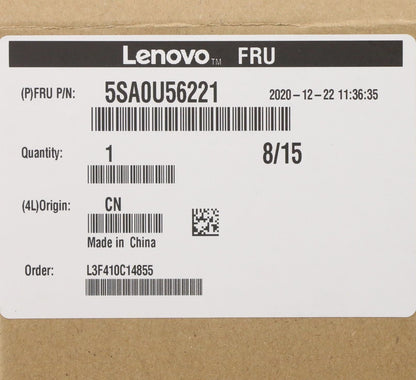 Lenovo™ FRU
(P)FRU P/N: 5SA0U56221 2020-12-22 11:36:35
Quantity: 1 8/15
(4L)Origin: CN
Made in China
Order: L3F410C14855